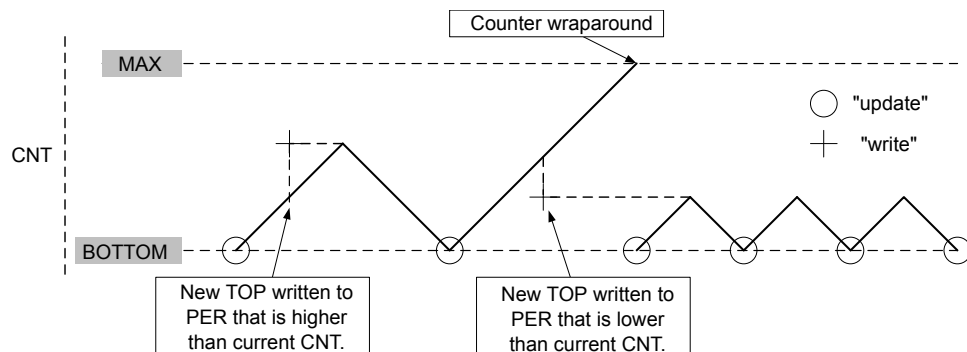 Counter wraparound
MAX
"update"
"write"
CNT
BOTTOM
New TOP written to
PER that is higher
than current CNT.
New TOP written to
PER that is lower
than current CNT.